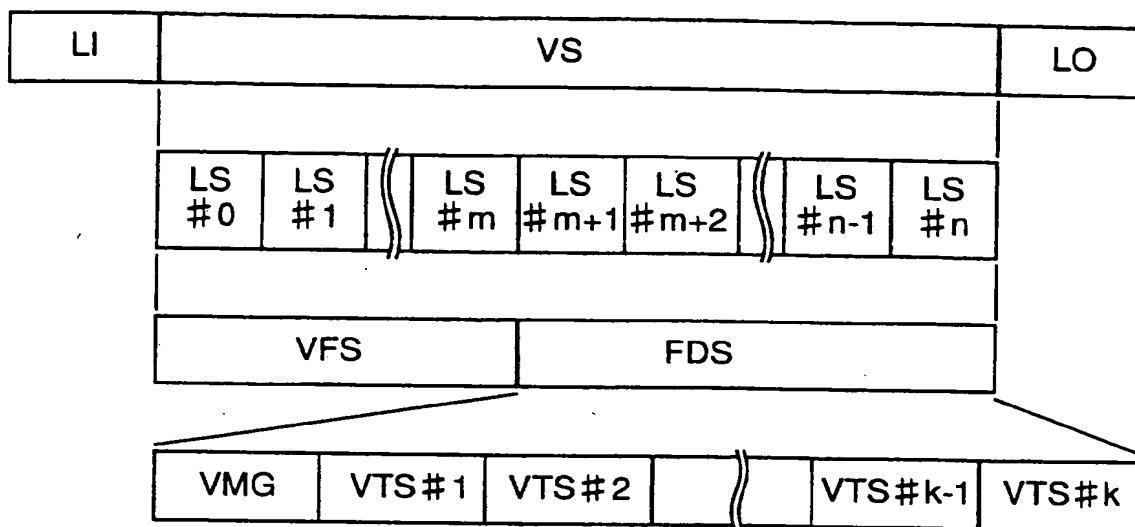 LI VS LO
LS #0 LS #1 LS #m LS #m+1 LS #m+2 LS #n-1 LS #n
VFS FDS
VMG VTS#1 VTS#2 VTS#k-1 VTS#k